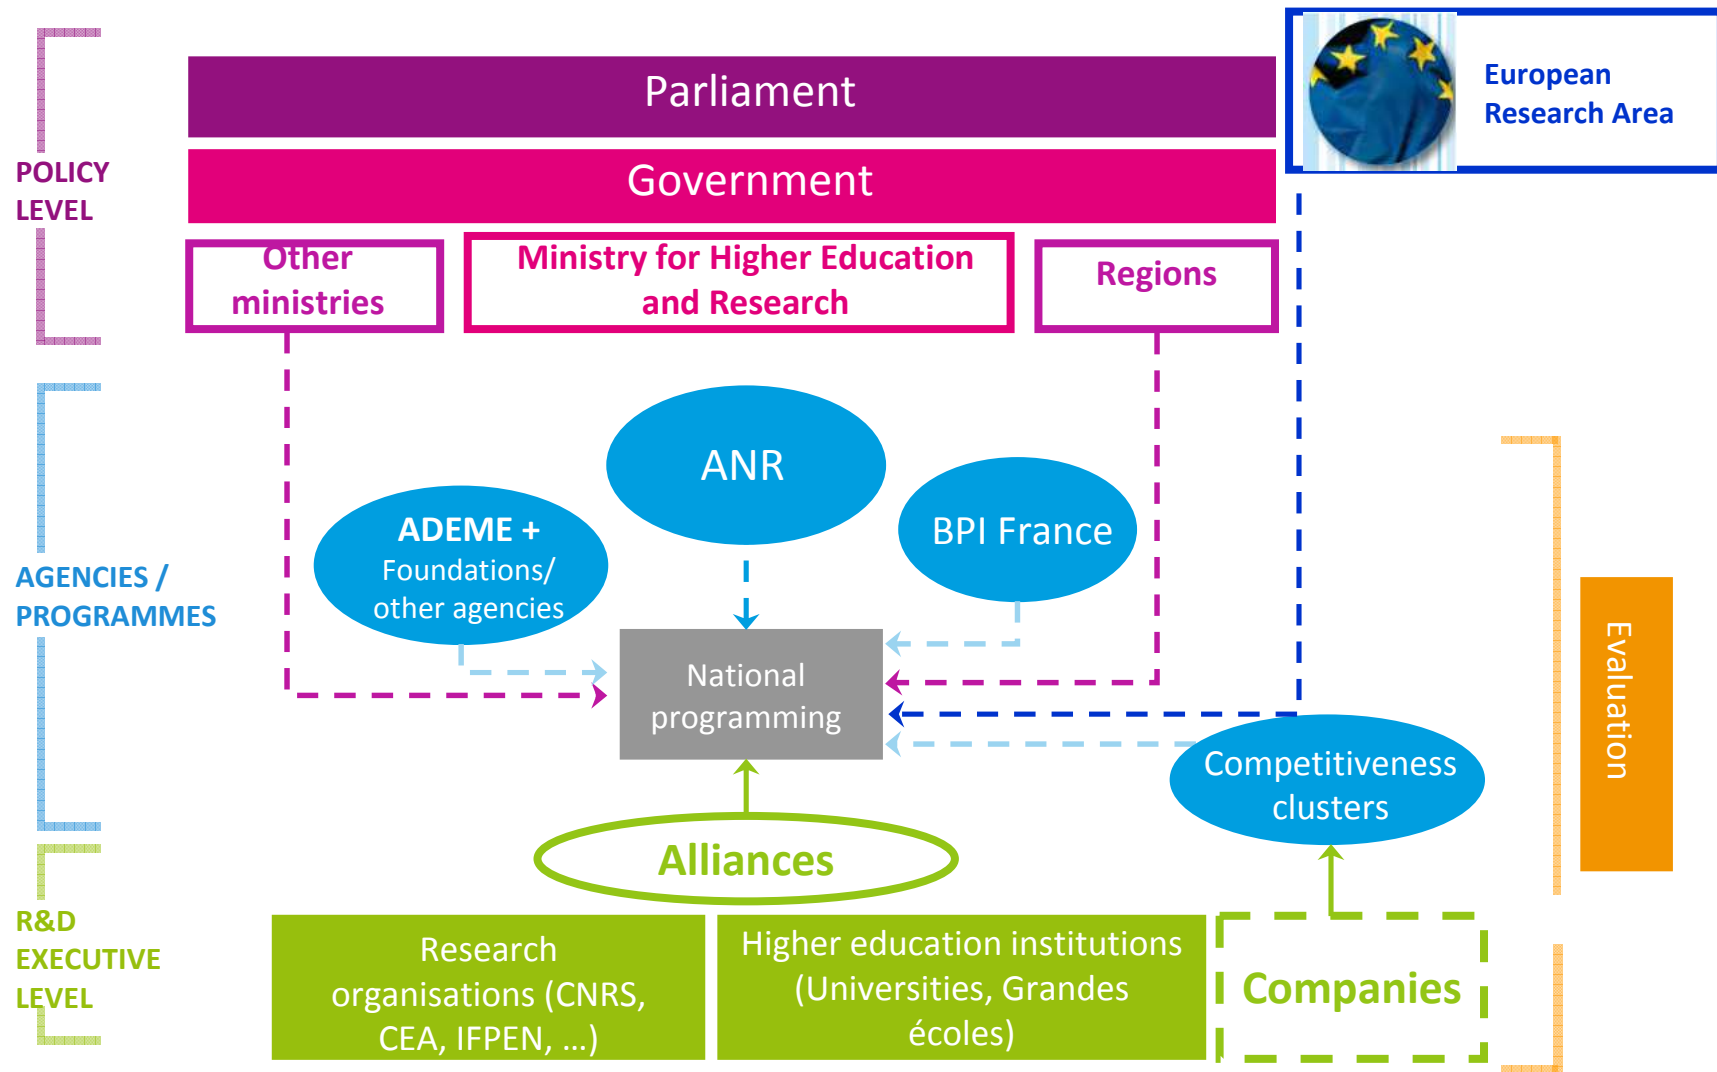 Parliament
European
Research Area
Government
POLICY
LEVEL
Other
ministries
Ministry for Higher Education
and Research
Regions
ANR
ADEME +
Foundations/
other agencies
BPI France
AGENCIES /
PROGRAMMES
National
programming
Evaluation
Competitiveness
clusters
Alliances
R&D
EXECUTIVE
LEVEL
Research
organisations (CNRS,
CEA, IFPEN, ...)
Higher education institutions
(Universities, Grandes
écoles)
Companies